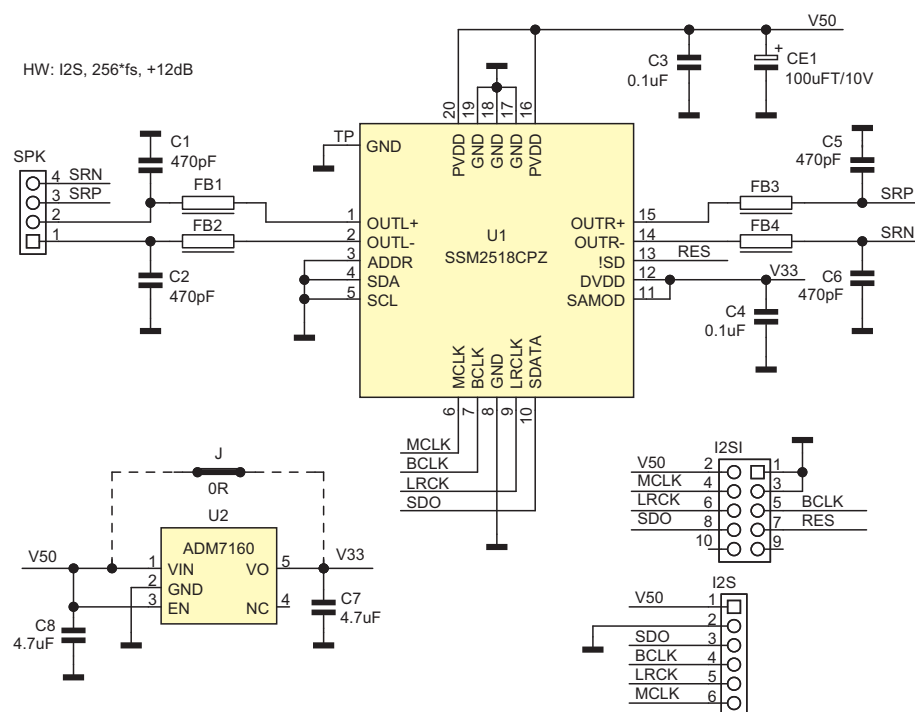 V50
C3
0.1uF
+
CE1
100uFT/10V
HW: I2S, 256*fs, +12dB
20
19
18
17
16
PVDD
GND
GND
GND
PVDD
TP
GND
C1
470pF
C5
470pF
SPK
4
SRN
3
SRP
2
1
FB1
FB2
FB3
SRP
FB4
SRN
1
OUTL+
2
OUTL-
3
ADDR
4
SDA
5
SCL
U1
SSM2518CPZ
OUTR+
15
OUTR-
14
!SD
13
RES
DVDD
12
V33
SAMOD
11
C2
470pF
C6
470pF
C4
0.1uF
MCLK
BCLK
GND
LRCLK
SDATA
6
7
8
9
10
MCLK
BCLK
LRCK
SDO
J
0R
U2
ADM7160
V50
1
VIN
2
GND
3
EN
VO
5
V33
NC
4
C8
4.7uF
C7
4.7uF
I2SI
V50
2
1
MCLK
4
3
LRCK
6
5
BCLK
SDO
8
7
RES
10
9
I2S
V50
1
2
SDO
3
BCLK
4
LRCK
5
MCLK
6